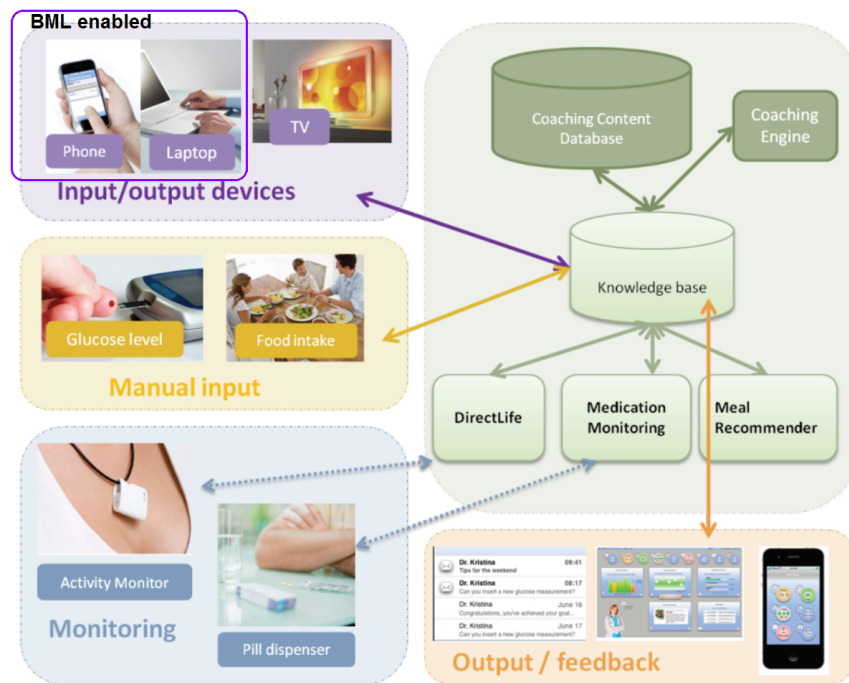 BML enabled
Phone
Laptop
TV
Input/output devices
Glucose level
Food intake
Manual input
Activity Monitor
Monitoring
Pill dispenser
Coaching Content
Database
Coaching
Engine
Knowledge base
DirectLife
Medication
Monitoring
Meal
Recommender
Dr. Kristina 09:41
Tips for the weekend
Dr. Kristina 08:17
Can you insert a new glucose measurement?
Dr. Kristina June 18
Congratulations, you've achieved your goal...
Dr. Kristina June 17
Can you insert a new glucose measurement?
Output / feedback